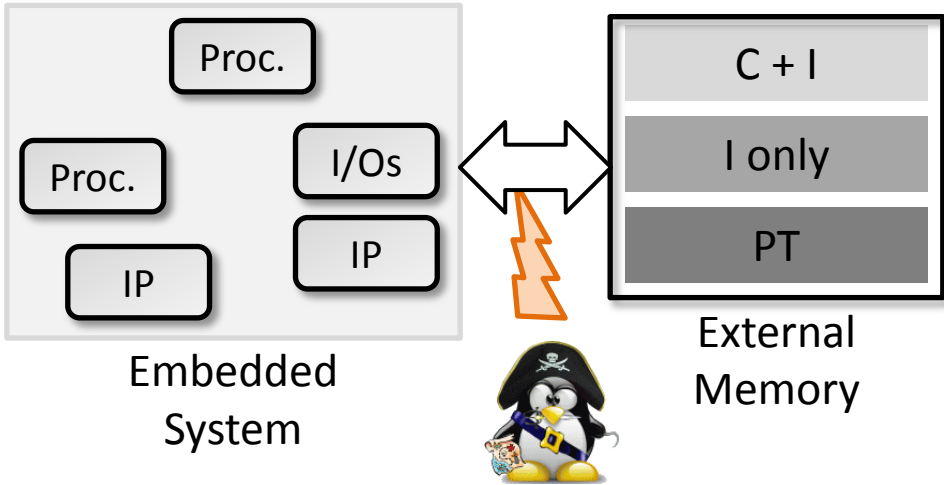 Proc.
Proc.
I/Os
IP
IP
Embedded
System
C + I
I only
PT
External
Memory